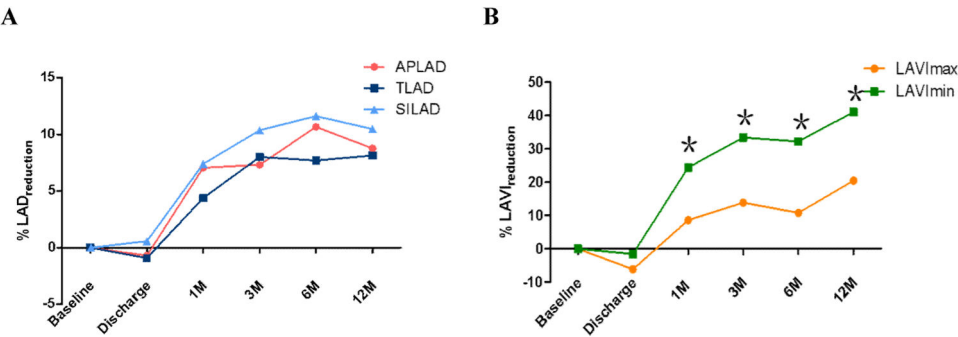 A
% LADreduction
15
10
5
0
-5
APLAD
TLAD
SILAD
Baseline
Discharge
1M
3M
6M
12M
B
% LAVIreduction
50
40
30
20
10
0
-10
LAVImax
LAVImin
*
*
*
*
Baseline
Discharge
1M
3M
6M
12M